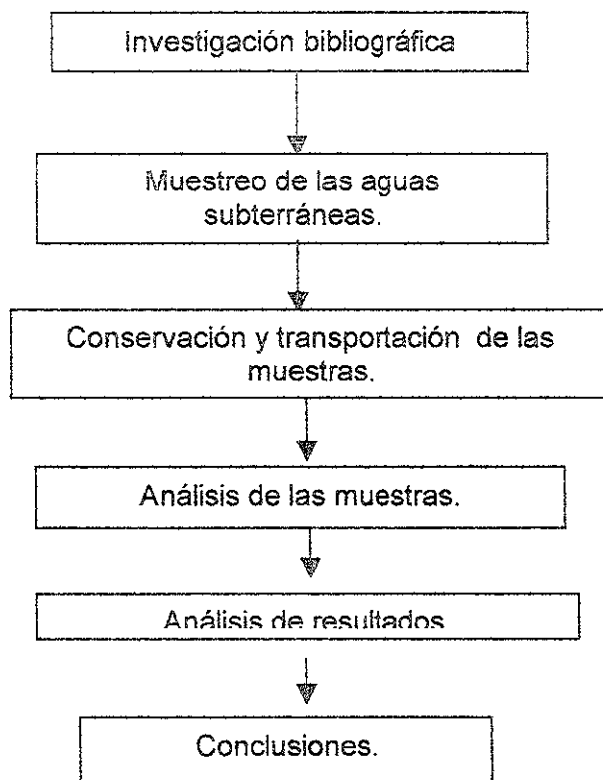 Investigación bibliográfica
Muestreo de las aguas
subterráneas.
Conservación y transportación de las
muestras.
Análisis de las muestras.
Análisis de resultados
Conclusiones.